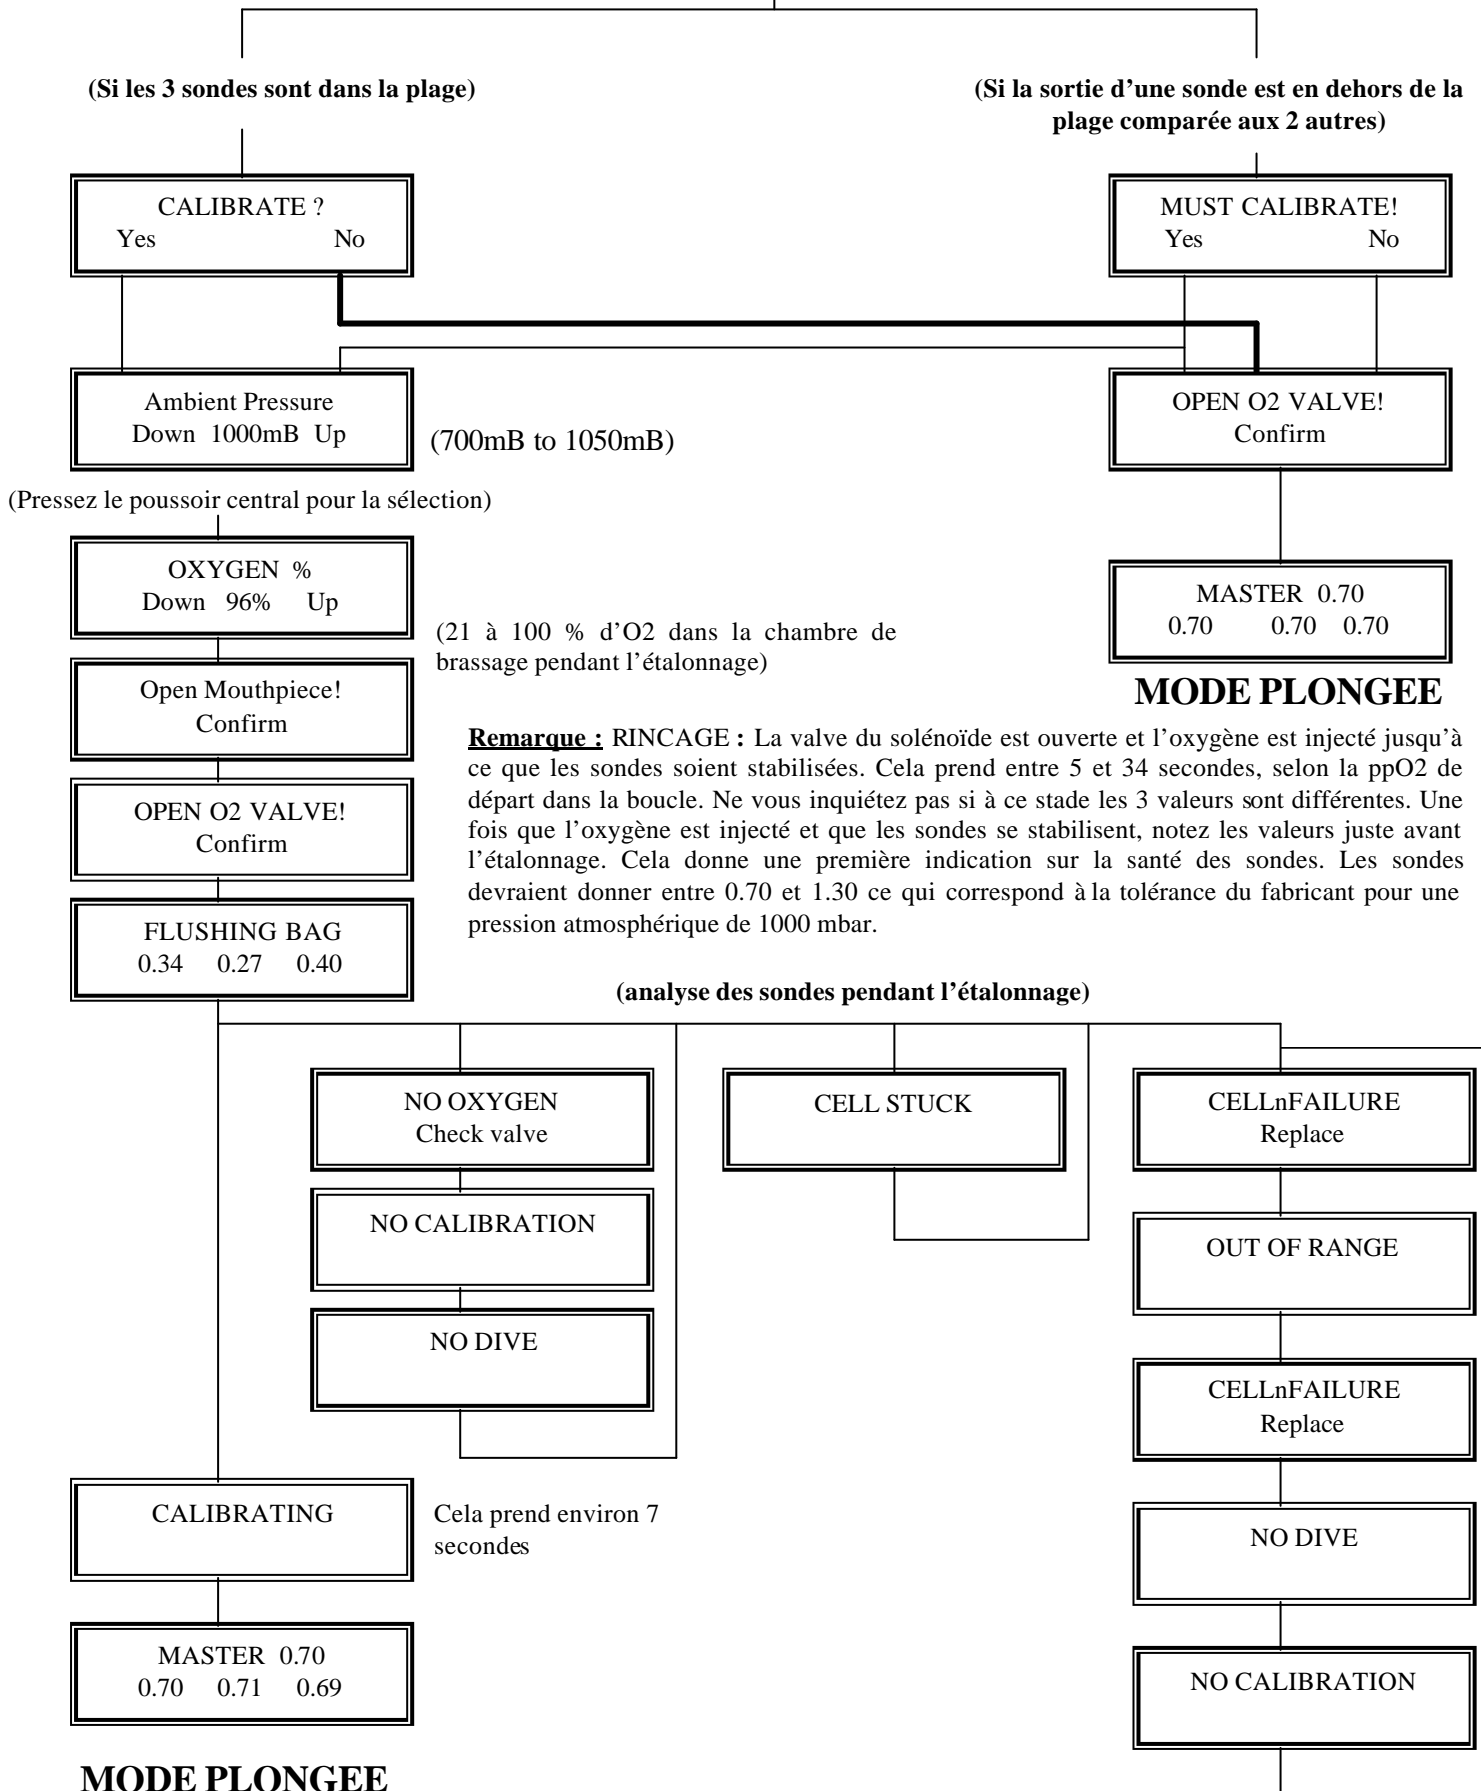 (Si les 3 sondes sont dans la plage)
(Si la sortie d'une sonde est en dehors de la
plage comparée aux 2 autres)
CALIBRATE ?
Yes No
MUST CALIBRATE!
Yes No
Ambient Pressure
Down 1000mB Up
(700mB to 1050mB)
OPEN O2 VALVE!
Confirm
(Pressez le poussoir central pour la sélection)
OXYGEN %
Down 96% Up
(21 à 100 % d'O2 dans la chambre de
brassage pendant l'étalonnage)
MASTER 0.70
0.70 0.70 0.70
MODE PLONGEE
Open Mouthpiece!
Confirm
OPEN O2 VALVE!
Confirm
FLUSHING BAG
0.34 0.27 0.40
Remarque : RINCAGE : La valve du solénoïde est ouverte et l'oxygène est injecté jusqu'à
ce que les sondes soient stabilisées. Cela prend entre 5 et 34 secondes, selon la ppO2 de
départ dans la boucle. Ne vous inquiétez pas si à ce stade les 3 valeurs sont différentes. Une
fois que l'oxygène est injecté et que les sondes se stabilisent, notez les valeurs juste avant
l'étalonnage. Cela donne une première indication sur la santé des sondes. Les sondes
devraient donner entre 0.70 et 1.30 ce qui correspond à la tolérance du fabricant pour une
pression atmosphérique de 1000 mbar.
(analyse des sondes pendant l'étalonnage)
NO OXYGEN
Check valve
NO CALIBRATION
NO DIVE
CELL STUCK
CELLnFAILURE
Replace
OUT OF RANGE
CELLnFAILURE
Replace
NO DIVE
NO CALIBRATION
CALIBRATING
Cela prend environ 7
secondes
MASTER 0.70
0.70 0.71 0.69
MODE PLONGEE